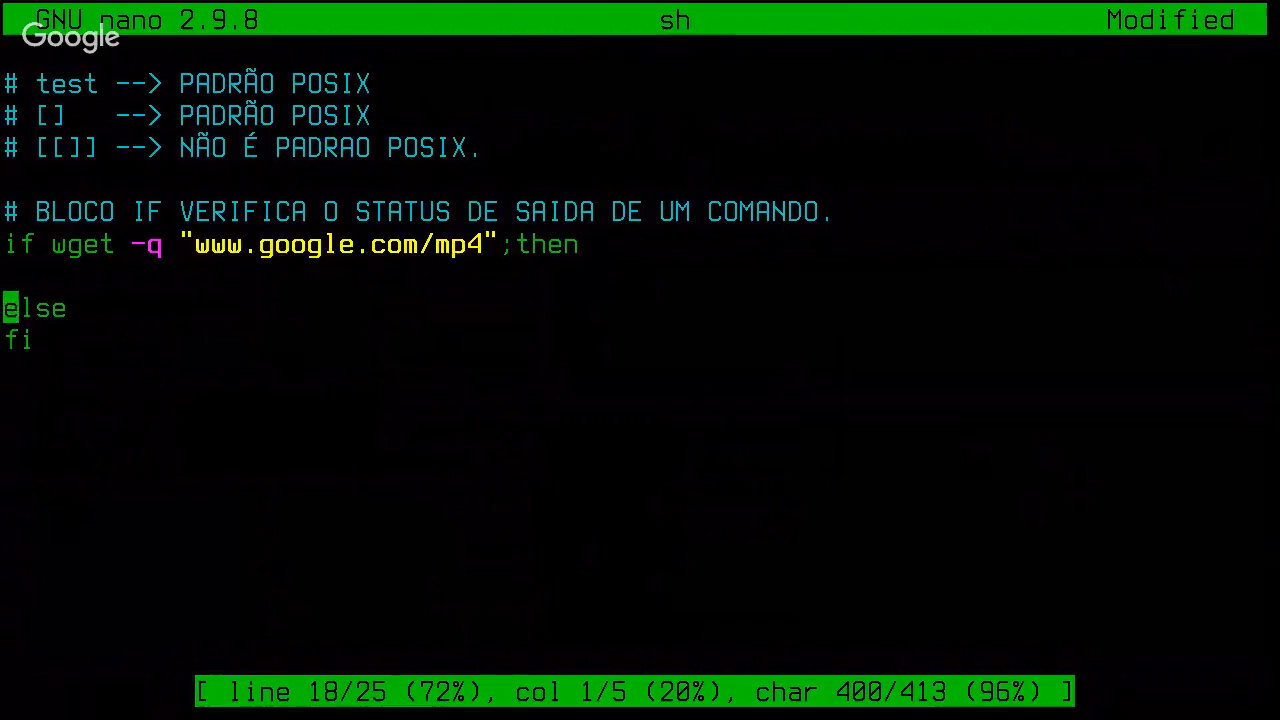 GNU nano 2.9.8 sh Modified
Google
# test --> PADRÃO POSIX
# [] --> PADRÃO POSIX
# [[]] --> NÃO É PADRAO POSIX.
# BLOCO IF VERIFICA O STATUS DE SAIDA DE UM COMANDO.
if wget -q "www.google.com/mp4";then
else
fi
[ line 18/25 (72%), col 1/5 (20%), char 400/413 (96%) ]